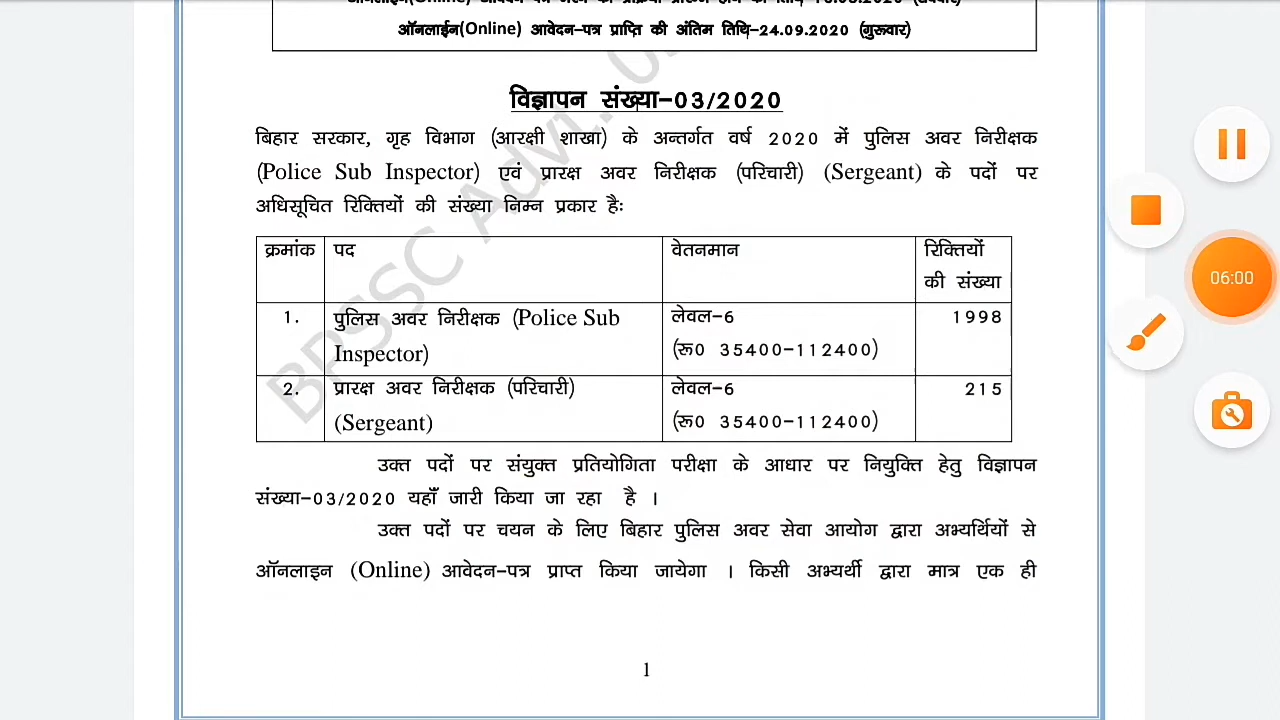 ऑनलाईन(Online) आवेदन-पत्र प्राप्ति की अंतिम तिथि-24.09.2020 (गुरूवार)
विज्ञापन संख्या-03/2020
बिहार सरकार, गृह विभाग (आरक्षी शाखा) के अन्तर्गत वर्ष 2020 में पुलिस अवर निरीक्षक
(Police Sub Inspector) एवं प्रारक्ष अवर निरीक्षक (परिचारी) (Sergeant) के पदों पर
अधिसूचित रिक्तियों की संख्या निम्न प्रकार हैः
क्रमांक पद वेतनमान रिक्तियों
की संख्या
1. पुलिस अवर निरीक्षक (Police Sub लेवल-6 1998
Inspector) (रू0 35400-112400)
2. प्रारक्ष अवर निरीक्षक (परिचारी) लेवल-6 215
(Sergeant) (रू0 35400-112400)
उक्त पदों पर संयुक्त प्रतियोगिता परीक्षा के आधार पर नियुक्ति हेतु विज्ञापन
संख्या-03/2020 यहाँ जारी किया जा रहा है ।
उक्त पदों पर चयन के लिए बिहार पुलिस अवर सेवा आयोग द्वारा अभ्यर्थियों से
ऑनलाइन (Online) आवेदन-पत्र प्राप्त किया जायेगा । किसी अभ्यर्थी द्वारा मात्र एक ही
1
BPSSC Advt.
06:00